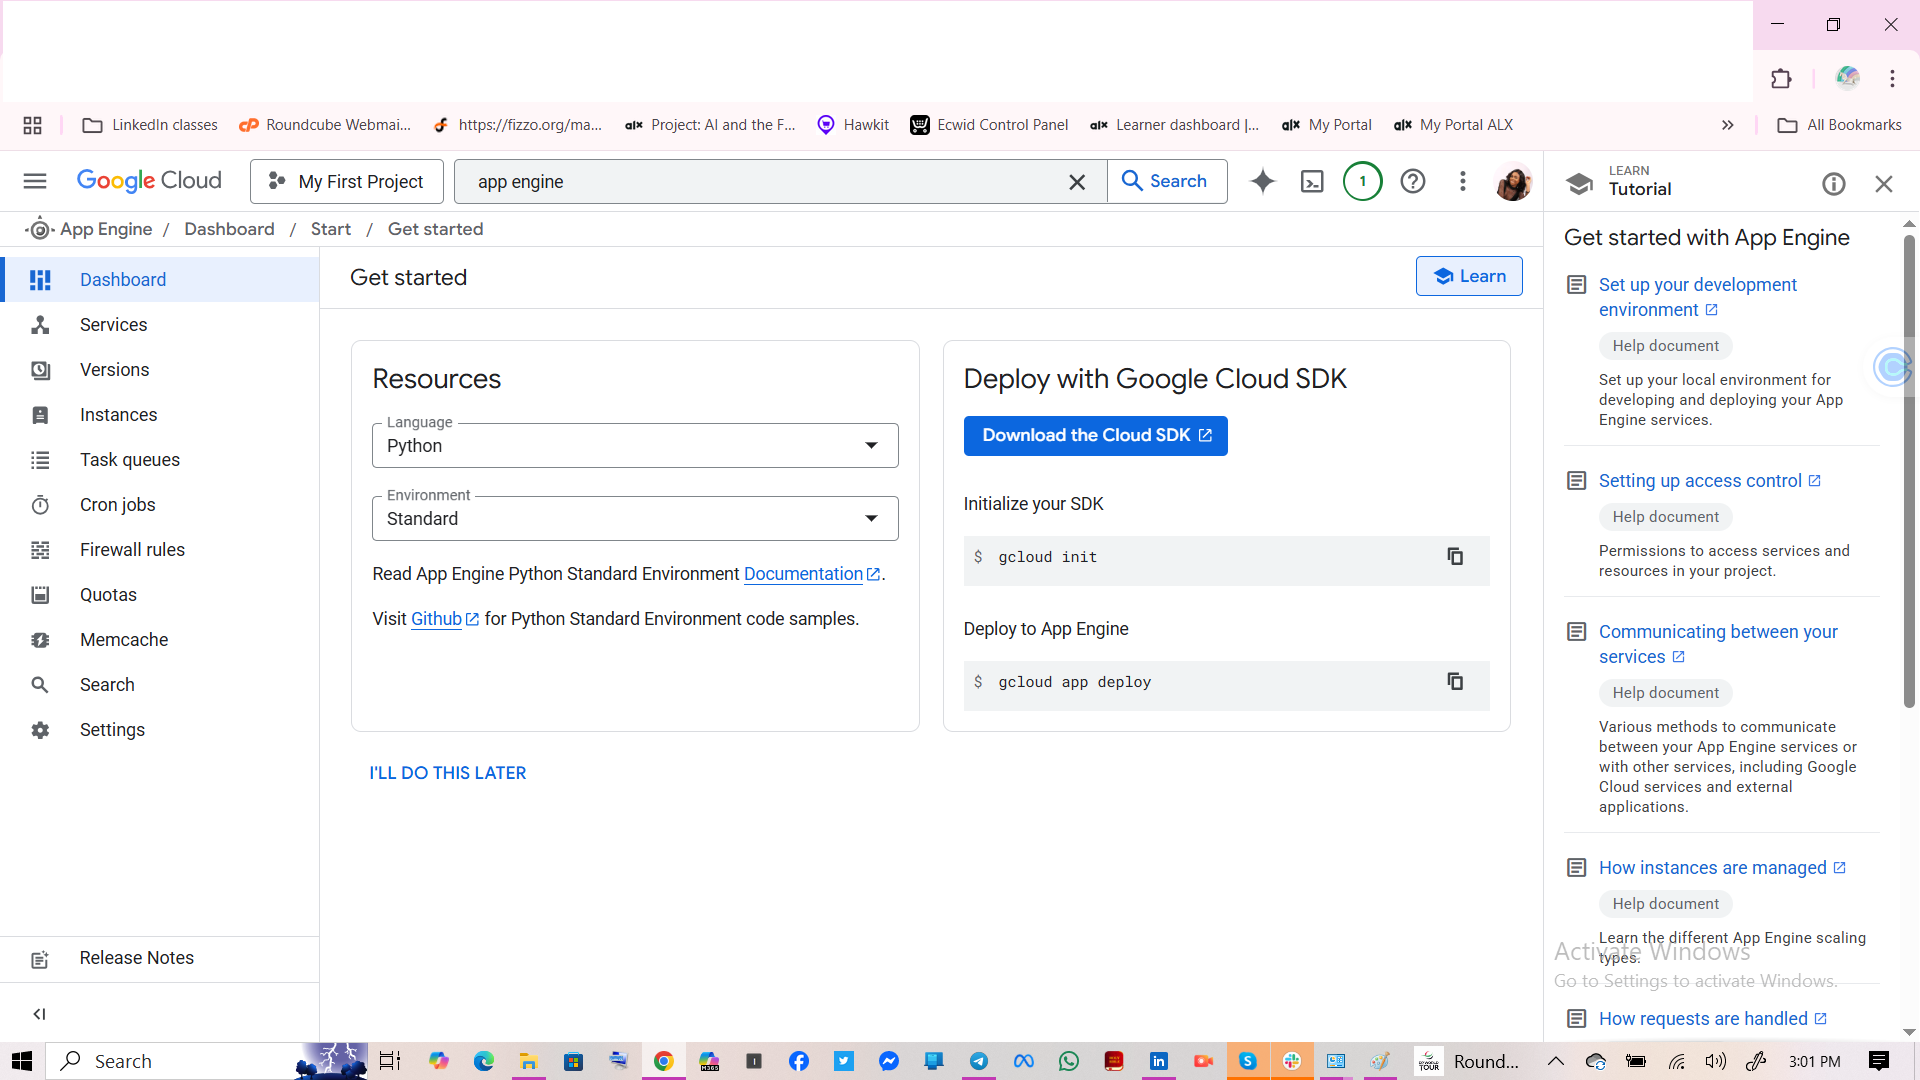 LinkedIn classes
Roundcube Webmai...
https://fizzo.org/ma...
Project: AI and the F...
Hawkit
Ecwid Control Panel
Learner dashboard |...
My Portal
My Portal ALX
All Bookmarks
Google Cloud
My First Project
app engine
Search
1
LEARN
Tutorial
App Engine / Dashboard / Start / Get started
Dashboard
Services
Versions
Instances
Task queues
Cron jobs
Firewall rules
Quotas
Memcache
Search
Settings
Release Notes
Get started
Learn
Resources
Language
Python
Environment
Standard
Read App Engine Python Standard Environment Documentation.
Visit Github for Python Standard Environment code samples.
I'LL DO THIS LATER
Deploy with Google Cloud SDK
Download the Cloud SDK
Initialize your SDK
$ gcloud init
Deploy to App Engine
$ gcloud app deploy
Get started with App Engine
Set up your development
environment
Help document
Set up your local environment for
developing and deploying your App
Engine services.
Setting up access control
Help document
Permissions to access services and
resources in your project.
Communicating between your
services
Help document
Various methods to communicate
between your App Engine services or
with other services, including Google
Cloud services and external
applications.
How instances are managed
Help document
Learn the different App Engine scaling
types.
Activate Windows
Go to Settings to activate Windows.
How requests are handled
Search
Round...
3:01 PM